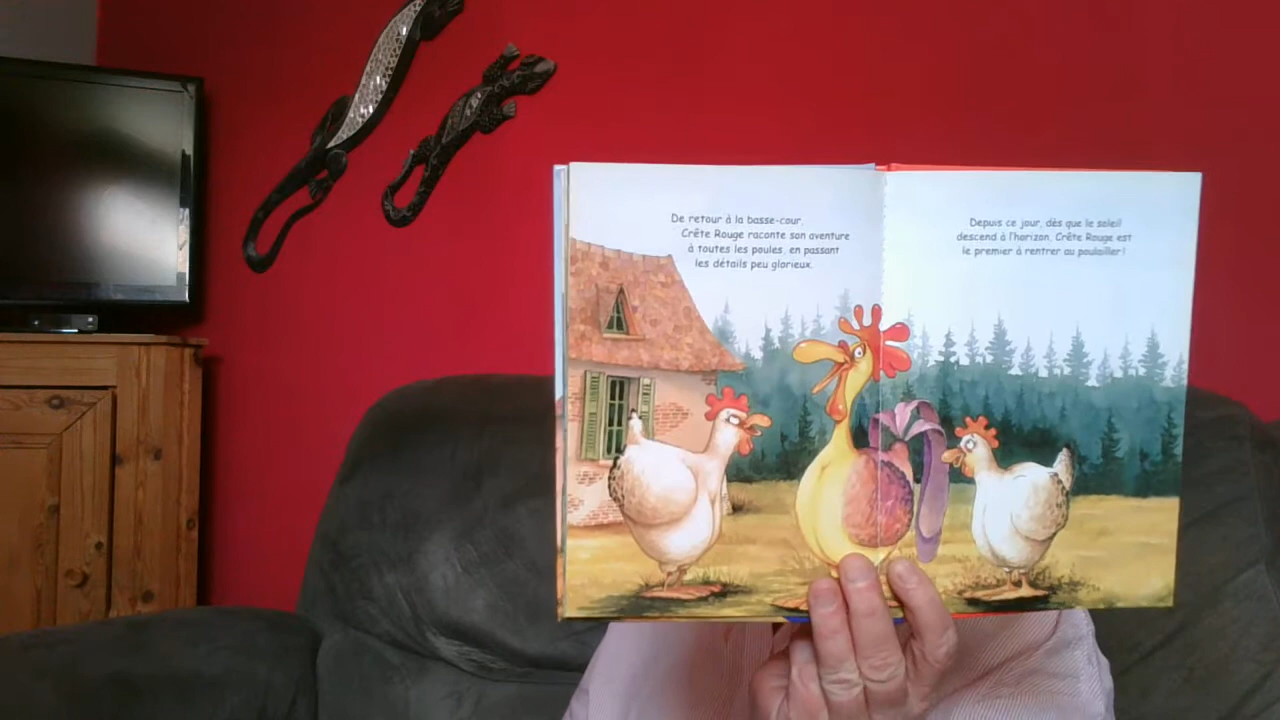 De retour à la basse-cour,
Crête Rouge raconte son aventure
à toutes les poules, en passant
les détails peu glorieux.
Depuis ce jour, dès que le soleil
descend à l'horizon, Crête Rouge est
le premier à rentrer au poulailler!